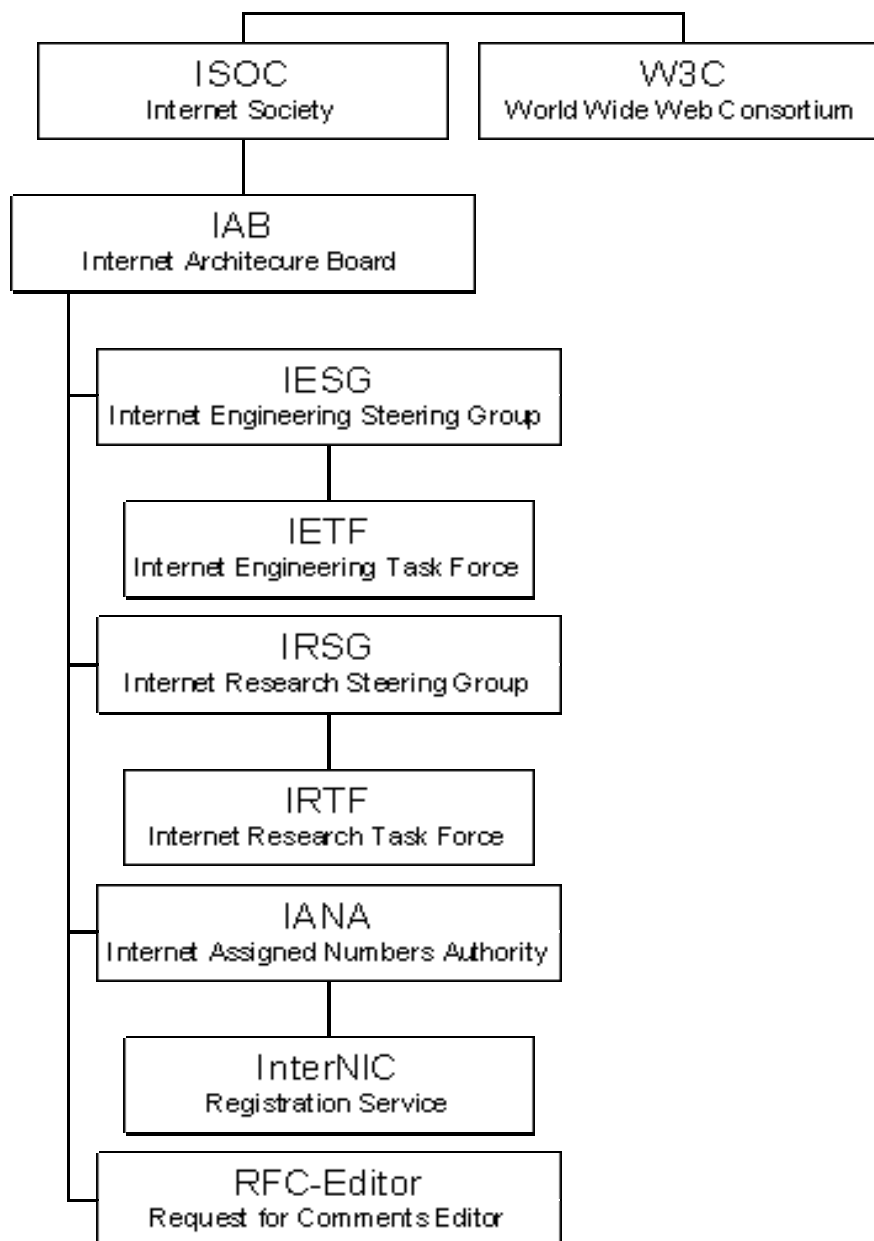 ISOC
Internet Society
W3C
World Wide Web Consortium
IAB
Internet Architecure Board
IESG
Internet Engineering Steering Group
IETF
Internet Engineering Task Force
IRSG
Internet Research Steering Group
IRTF
Internet Research Task Force
IANA
Internet Assigned Numbers Authority
InterNIC
Registration Service
RFC-Editor
Request for Comments Editor